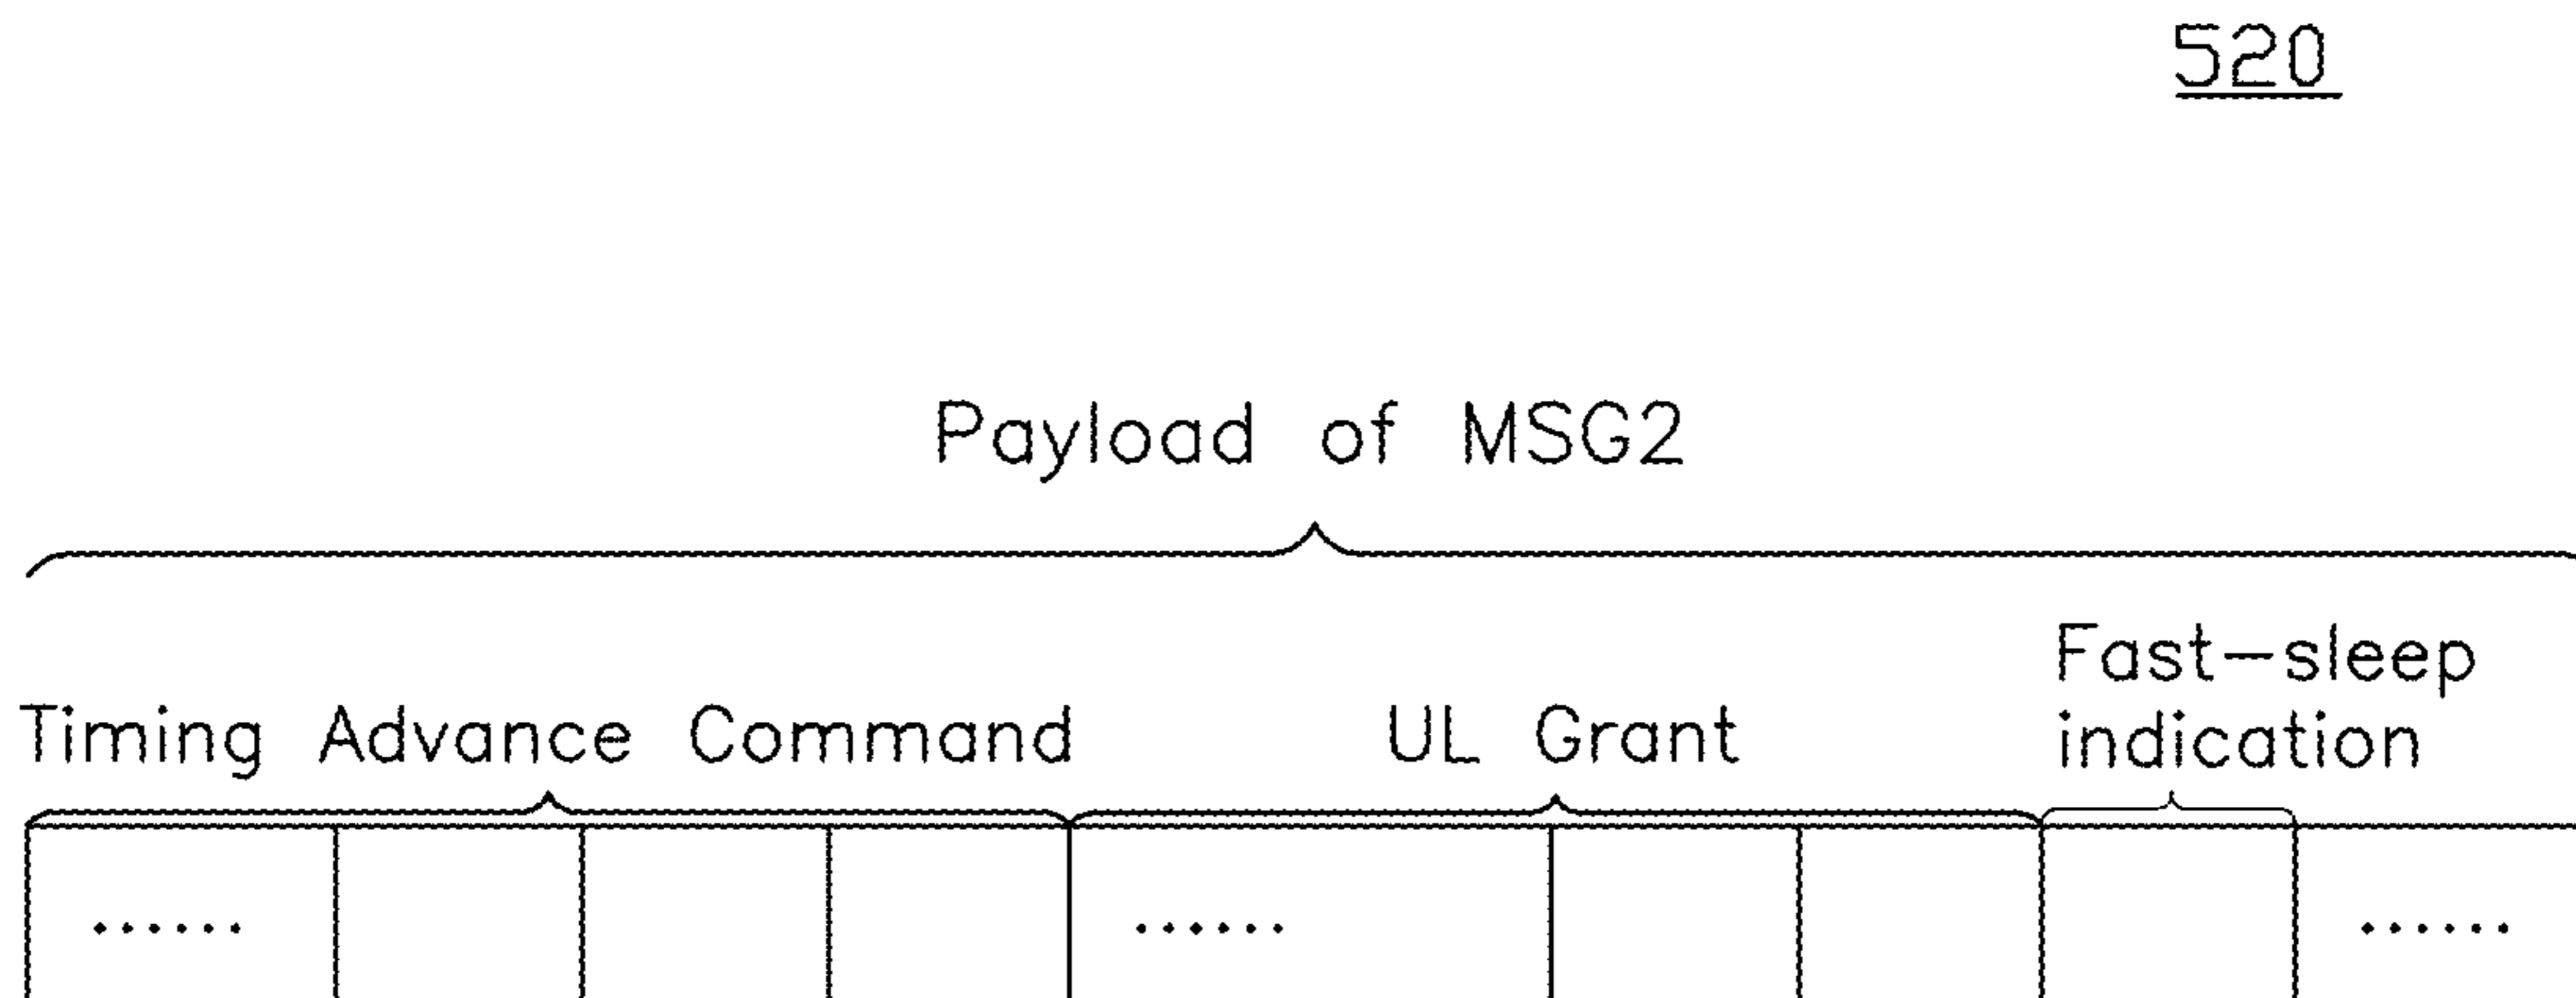 520
Payload of MSG2
Fast-sleep
indication
Timing Advance Command
UL Grant
......
......
......